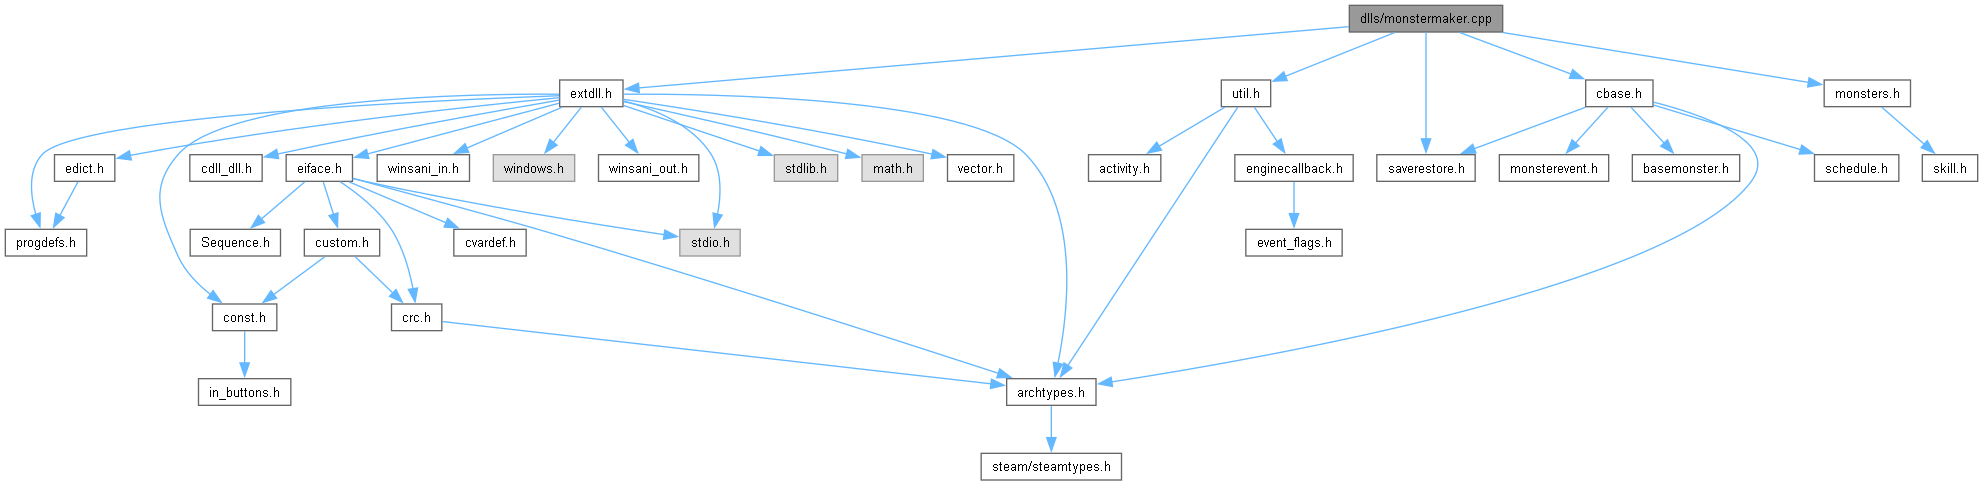 dlls/monstermaker.cpp
extdll.h
util.h
cbase.h
monsters.h
edict.h
cdll_dll.h
eiface.h
winsani_in.h
windows.h
winsani_out.h
stdlib.h
math.h
vector.h
activity.h
enginecallback.h
saverestore.h
monsterevent.h
basemonster.h
schedule.h
skill.h
progdefs.h
Sequence.h
custom.h
cvardef.h
stdio.h
event_flags.h
const.h
crc.h
in_buttons.h
archtypes.h
steam/steamtypes.h